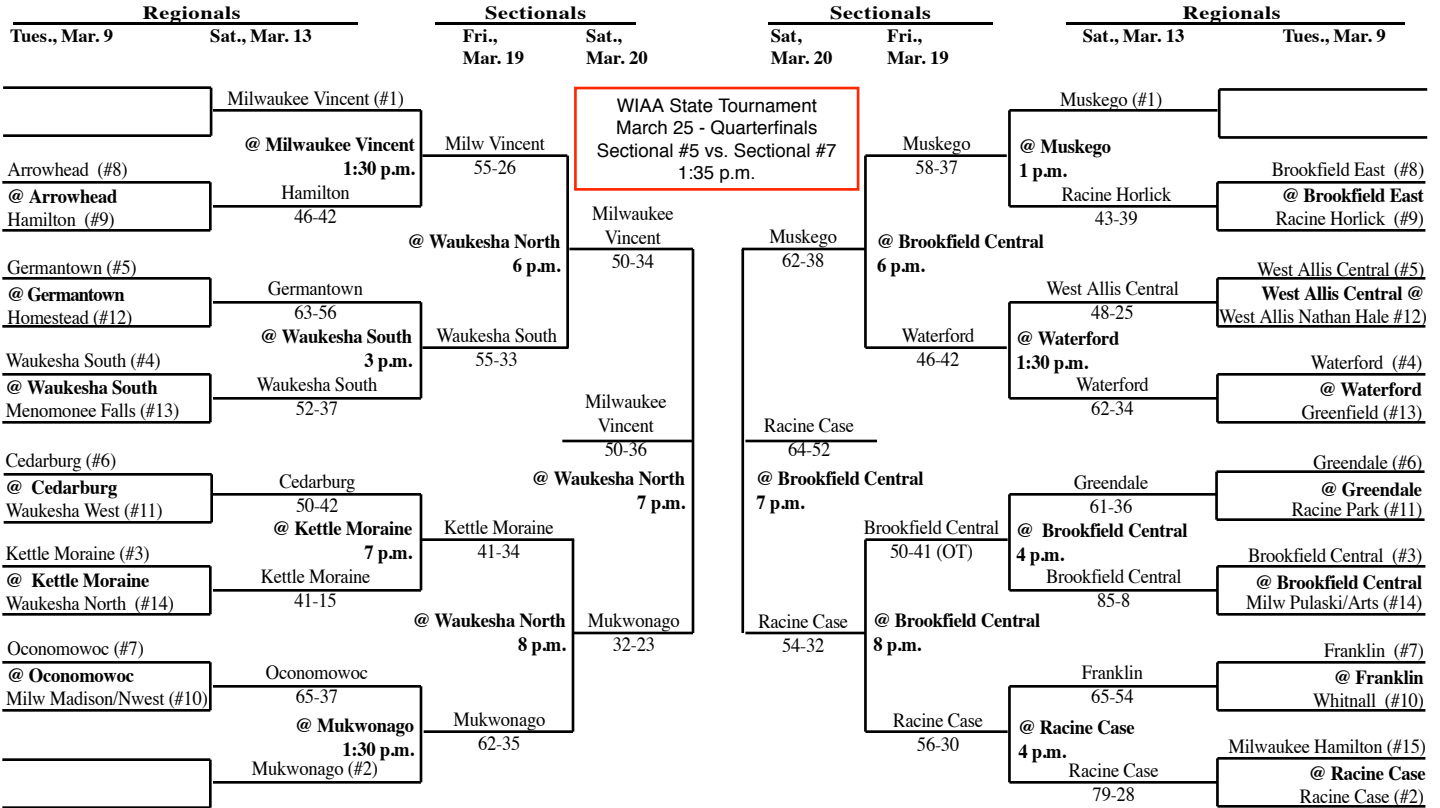 Regionals
Sectionals
Sectionals
Regionals
Tues., Mar. 9
Sat., Mar. 13
Fri.,
Mar. 19
Sat.,
Mar. 20
Sat,
Mar. 20
Fri.,
Mar. 19
Sat., Mar. 13
Tues., Mar. 9
WIAA State Tournament
March 25 - Quarterfinals
Sectional #5 vs. Sectional #7
1:35 p.m.
Arrowhead (#8)
@ Arrowhead
Hamilton (#9)
Germantown (#5)
@ Germantown
Homestead (#12)
Waukesha South (#4)
@ Waukesha South
Menomonee Falls (#13)
Cedarburg (#6)
@ Cedarburg
Waukesha West (#11)
Kettle Moraine (#3)
@ Kettle Moraine
Waukesha North (#14)
Oconomowoc (#7)
@ Oconomowoc
Milw Madison/Nwest (#10)
Milwaukee Vincent (#1)
@ Milwaukee Vincent
1:30 p.m.
Hamilton
46-42
Germantown
63-56
@ Waukesha South
3 p.m.
Waukesha South
52-37
Cedarburg
50-42
@ Kettle Moraine
7 p.m.
Kettle Moraine
41-15
Oconomowoc
65-37
@ Mukwonago
1:30 p.m.
Mukwonago (#2)
Milw Vincent
55-26
@ Waukesha North
6 p.m.
Waukesha South
55-33
Kettle Moraine
41-34
@ Waukesha North
8 p.m.
Mukwonago
62-35
Milwaukee
Vincent
50-34
Milwaukee
Vincent
50-36
@ Waukesha North
7 p.m.
Mukwonago
32-23
Muskego
62-38
Racine Case
64-52
@ Brookfield Central
7 p.m.
Racine Case
54-32
Muskego
58-37
@ Brookfield Central
6 p.m.
Waterford
46-42
Brookfield Central
50-41 (OT)
@ Brookfield Central
8 p.m.
Racine Case
56-30
Muskego (#1)
@ Muskego
1 p.m.
Racine Horlick
43-39
West Allis Central
48-25
@ Waterford
1:30 p.m.
Waterford
62-34
Greendale
61-36
@ Brookfield Central
4 p.m.
Brookfield Central
85-8
Franklin
65-54
@ Racine Case
4 p.m.
Racine Case
79-28
Brookfield East (#8)
@ Brookfield East
Racine Horlick (#9)
West Allis Central (#5)
West Allis Central @
West Allis Nathan Hale #12)
Waterford (#4)
@ Waterford
Greenfield (#13)
Greendale (#6)
@ Greendale
Racine Park (#11)
Brookfield Central (#3)
@ Brookfield Central
Milw Pulaski/Arts (#14)
Franklin (#7)
@ Franklin
Whitnall (#10)
Milwaukee Hamilton (#15)
@ Racine Case
Racine Case (#2)